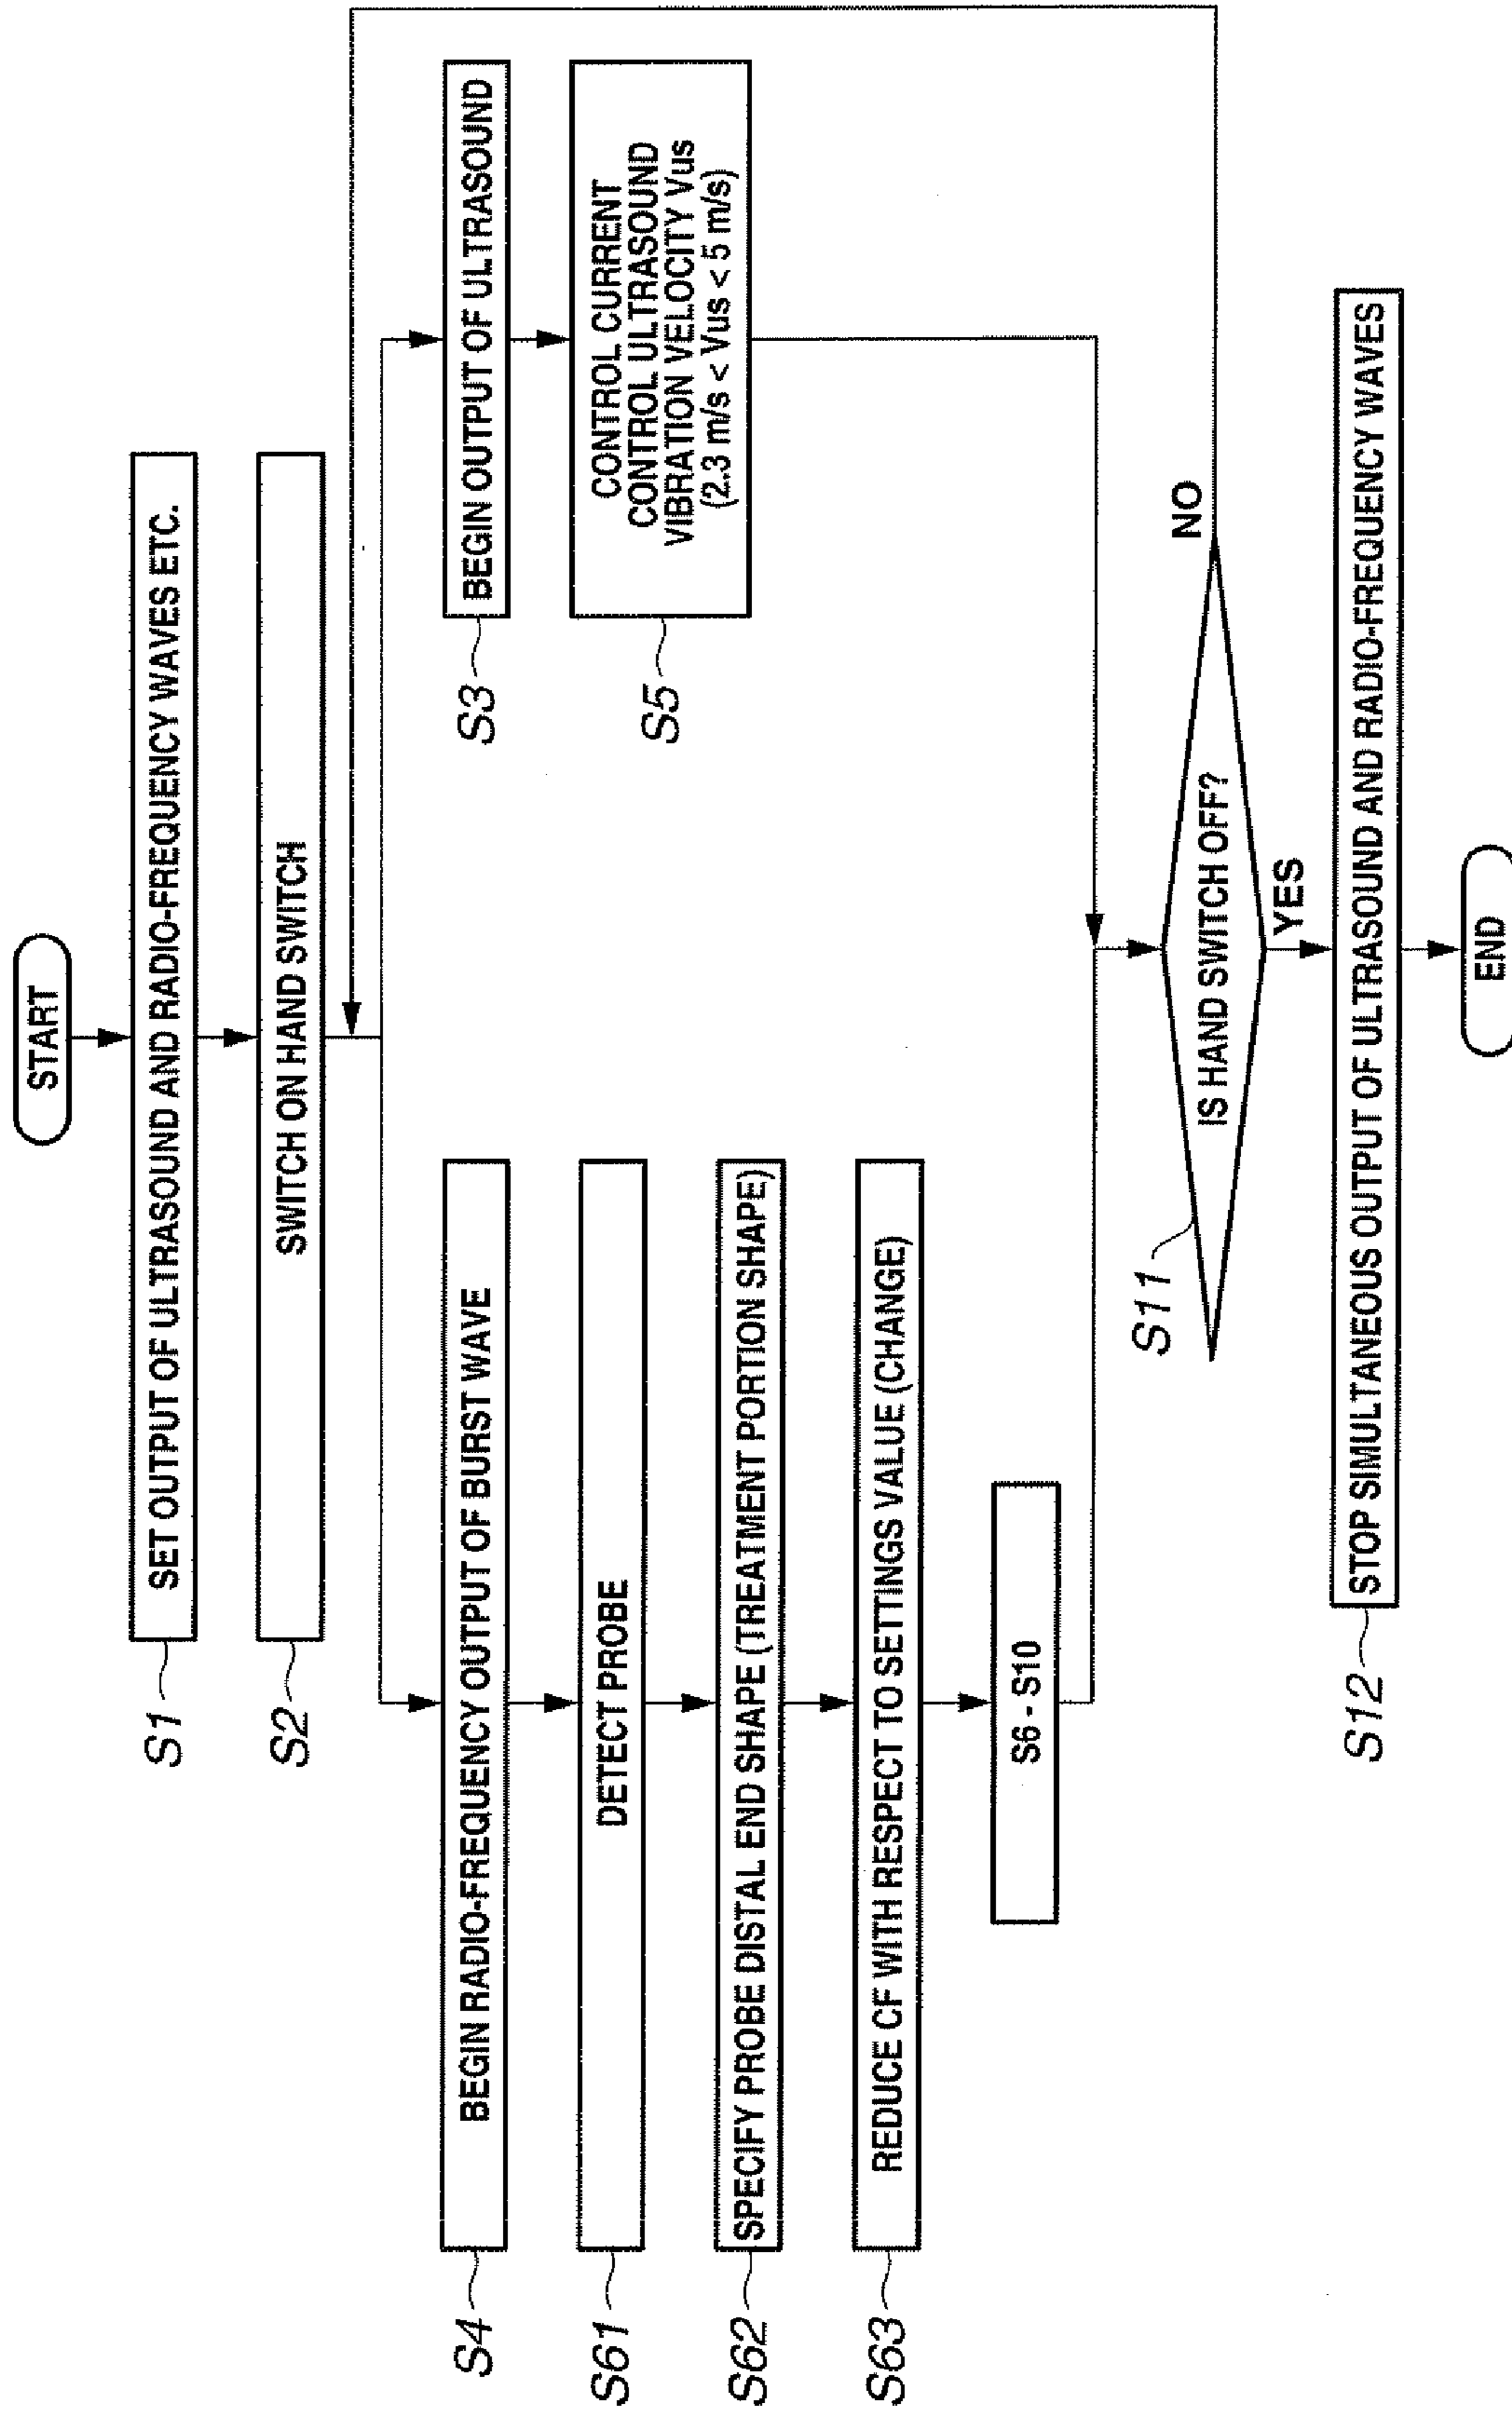 START
S1
SET OUTPUT OF ULTRASOUND AND RADIO-FREQUENCY WAVES ETC.
S2
SWITCH ON HAND SWITCH
S4
BEGIN RADIO-FREQUENCY OUTPUT OF BURST WAVE
S61
DETECT PROBE
S62
SPECIFY PROBE DISTAL END SHAPE (TREATMENT PORTION SHAPE)
S63
REDUCE CF WITH RESPECT TO SETTINGS VALUE (CHANGE)
S6 - S10
S3
BEGIN OUTPUT OF ULTRASOUND
S5
CONTROL CURRENT
CONTROL ULTRASOUND
VIBRATION VELOCITY Vus
(2.3 m/s < Vus < 5 m/s)
S11
IS HAND SWITCH OFF?
NO
YES
S12
STOP SIMULTANEOUS OUTPUT OF ULTRASOUND AND RADIO-FREQUENCY WAVES
END